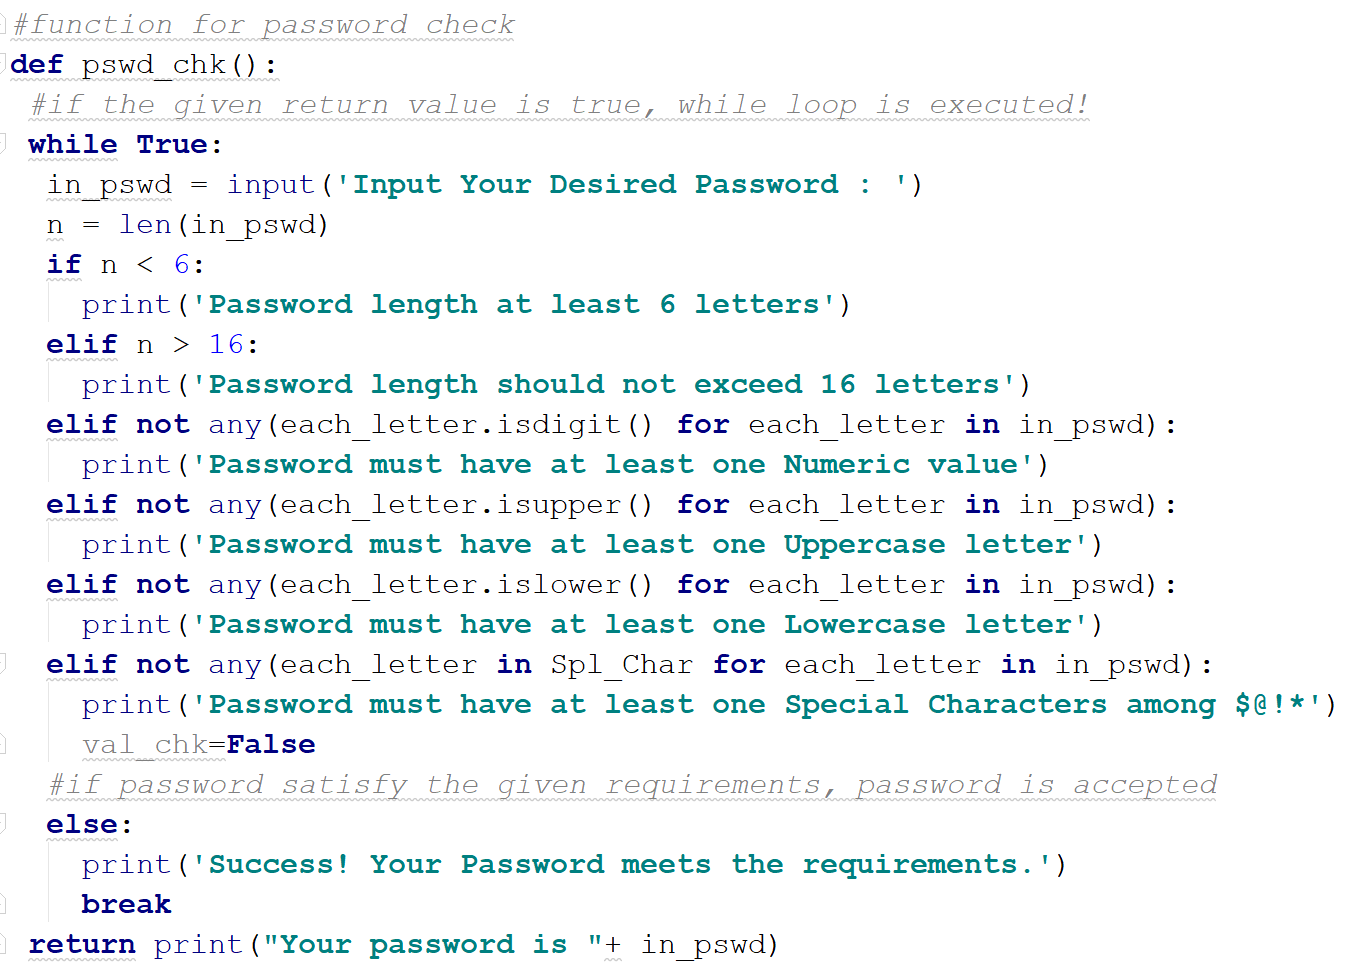 #function for password check
def pswd_chk():
 #if the given return value is true, while loop is executed!
 while True:
  in_pswd = input('Input Your Desired Password : ')
  n = len(in_pswd)
  if n < 6:
    print('Password length at least 6 letters')
  elif n > 16:
    print('Password length should not exceed 16 letters')
  elif not any(each_letter.isdigit() for each_letter in in_pswd):
    print('Password must have at least one Numeric value')
  elif not any(each_letter.isupper() for each_letter in in_pswd):
    print('Password must have at least one Uppercase letter')
  elif not any(each_letter.islower() for each_letter in in_pswd):
    print('Password must have at least one Lowercase letter')
  elif not any(each_letter in Spl_Char for each_letter in in_pswd):
    print('Password must have at least one Special Characters among $@!*')
    val_chk=False
  #if password satisfy the given requirements, password is accepted
  else:
    print('Success! Your Password meets the requirements.')
    break
 return print("Your password is "+ in_pswd)